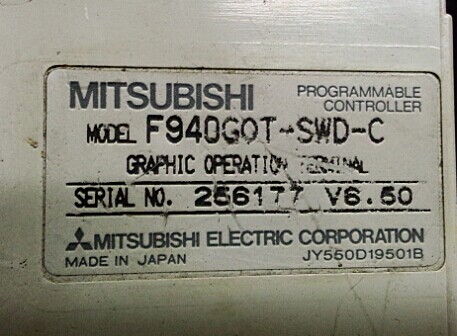 MITSUBISHI PROGRAMMABLE CONTROLLER
MODEL F940GOT-SWD-C
GRAPHIC OPERATION TERMINAL
SERIAL NO. 256177 V6.50
MITSUBISHI ELECTRIC CORPORATION
MADE IN JAPAN JY550D19501B